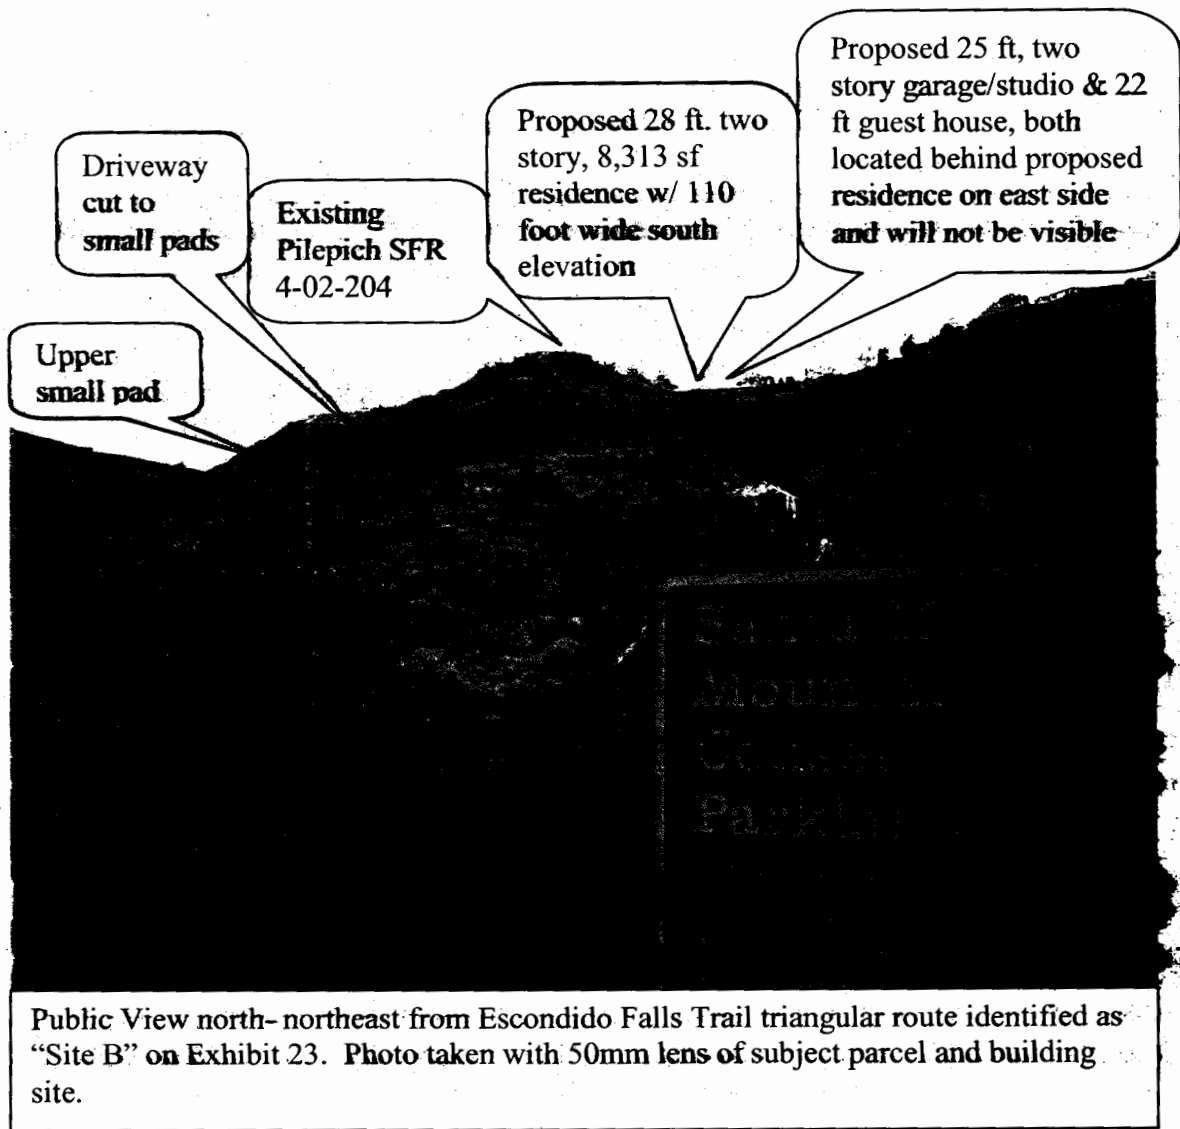 Driveway
cut to
small pads
Existing
Pilepich SFR
4-02-204
Proposed 28 ft. two
story, 8,313 sf
residence w/ 110
foot wide south
elevation
Proposed 25 ft, two
story garage/studio & 22
ft guest house, both
located behind proposed
residence on east side
and will not be visible
Upper
small pad
Public View north- northeast from Escondido Falls Trail triangular route identified as
"Site B" on Exhibit 23. Photo taken with 50mm lens of subject parcel and building
site.